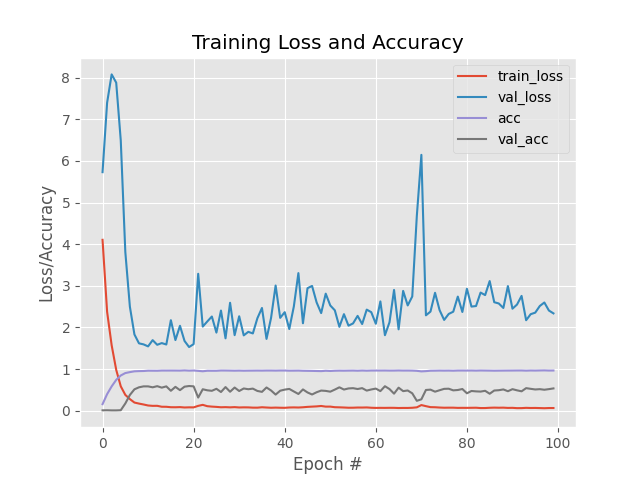 Training Loss and Accuracy
train_loss
val_loss
acc
val_acc
8
7
6
5
4
3
2
1
0
Loss/Accuracy
0 20 40 60 80 100
Epoch #